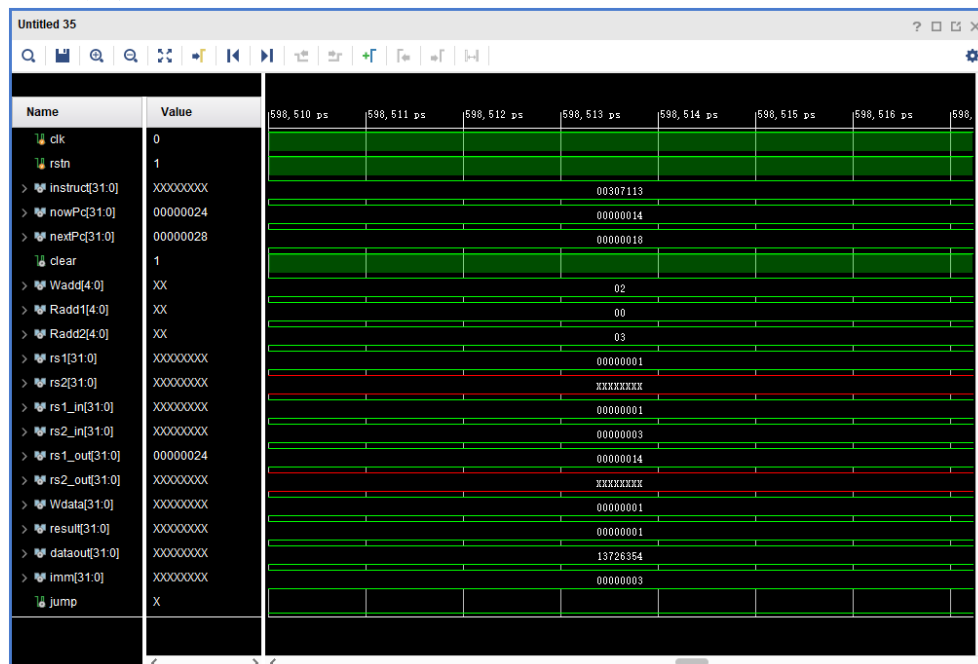 Untitled 35
Name Value
598,510 ps 598,511 ps 598,512 ps 598,513 ps 598,514 ps 598,515 ps 598,516 ps 598,
clk 0
rstn 1
instruct[31:0] XXXXXXXX 00307113
nowPc[31:0] 00000024 00000014
nextPc[31:0] 00000028 00000018
clear 1
Wadd[4:0] XX 02
Radd1[4:0] XX 00
Radd2[4:0] XX 03
rs1[31:0] XXXXXXXX 00000001
rs2[31:0] XXXXXXXX XXXXXXXX
rs1_in[31:0] XXXXXXXX 00000001
rs2_in[31:0] XXXXXXXX 00000003
rs1_out[31:0] 00000024 00000014
rs2_out[31:0] XXXXXXXX XXXXXXXX
Wdata[31:0] XXXXXXXX 00000001
result[31:0] XXXXXXXX 00000001
dataout[31:0] XXXXXXXX 13726354
imm[31:0] XXXXXXXX 00000003
jump X